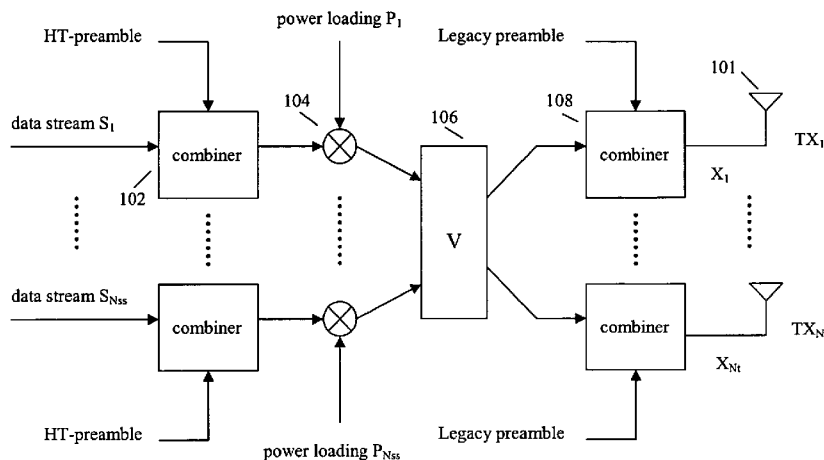 power loading P1
HT-preamble
Legacy preamble
101
104
106
108
data stream S1
combiner
combiner
TX1
102
X1
V
data stream SNss
combiner
combiner
TXN
XNt
HT-preamble
Legacy preamble
power loading PNss